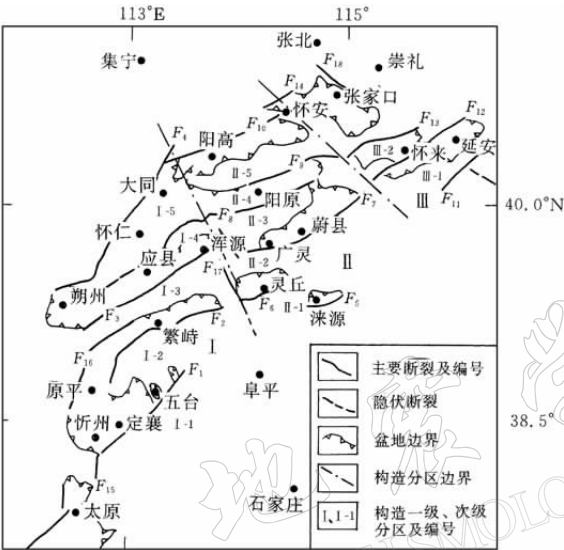 113°E
115°
张北
集宁
崇礼
F18
F14
张家口
怀安
F12
F13
F10
F4
阳高
Ⅲ-2
怀来
延安
Ⅱ-5
F9
Ⅲ-1
大同
Ⅱ-4
阳原
F7
Ⅲ
F11
40.0°N
Ⅰ-5
F8
Ⅱ-3
蔚县
怀仁
Ⅰ-4
浑源
广灵
应县
F17
Ⅱ-2
Ⅱ
灵丘
朔州
Ⅰ-3
F3
F2
F6
Ⅱ-1
F5
涞源
繁峙
Ⅰ
F16
Ⅰ-2
F1
原平
五台
阜平
忻州
定襄
Ⅰ-1
38.5°
F15
太原
石家庄
主要断裂及编号
隐伏断裂
盆地边界
构造分区边界
Ⅰ、Ⅰ-1
构造一级、次级
分区及编号
地震学
SMOLO